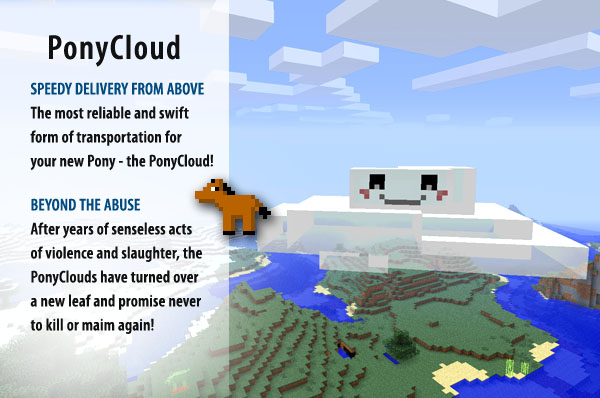 PonyCloud
SPEEDY DELIVERY FROM ABOVE
The most reliable and swift
form of transportation for
your new Pony - the PonyCloud!
BEYOND THE ABUSE
After years of senseless acts
of violence and slaughter, the
PonyClouds have turned over
a new leaf and promise never
to kill or maim again!